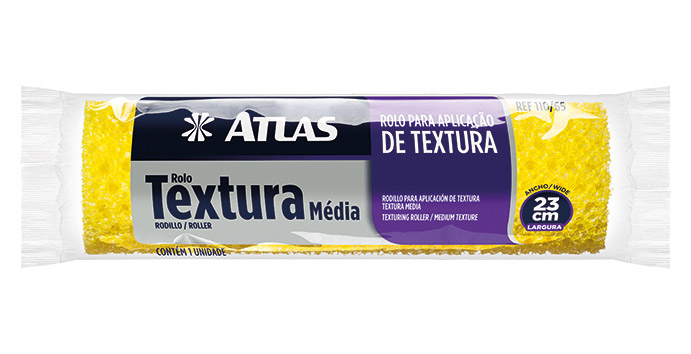 ATLAS
Rolo
Textura Média
RODILLO / ROLLER
CONTÉM 1 UNIDADE
ROLO PARA APLICAÇÃO
DE TEXTURA
RODILLO PARA APLICACIÓN DE TEXTURA
TEXTURA MEDIA
TEXTURING ROLLER / MEDIUM TEXTURE
REF 110/65
ANCHO/WIDE
23
cm
LARGURA